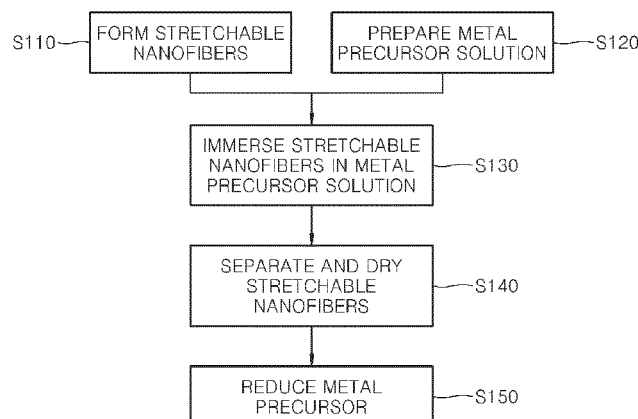 S110
FORM STRETCHABLE
NANOFIBERS
PREPARE METAL
PRECURSOR SOLUTION
S120
IMMERSE STRETCHABLE
NANOFIBERS IN METAL
PRECURSOR SOLUTION
S130
SEPARATE AND DRY
STRETCHABLE
NANOFIBERS
S140
REDUCE METAL
PRECURSOR
S150